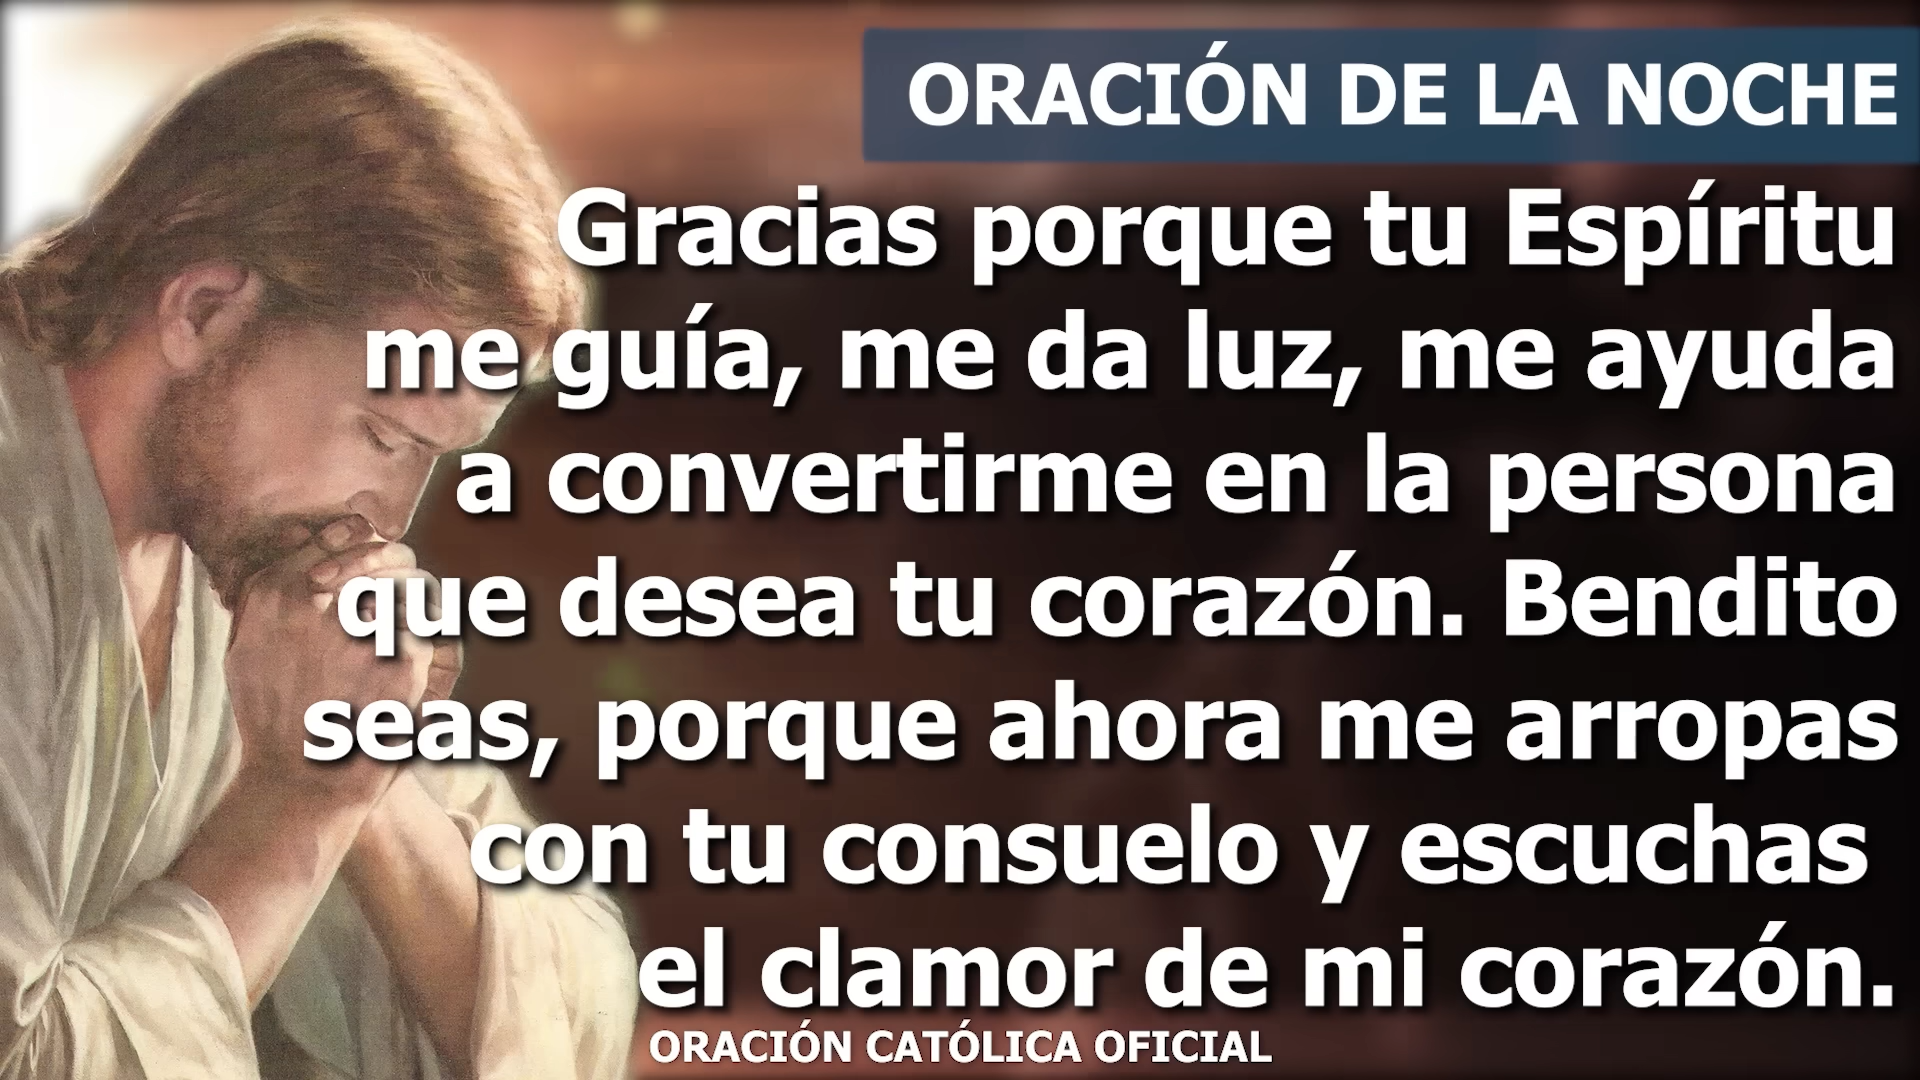 ORACIÓN DE LA NOCHE
Gracias porque tu Espíritu
me guía, me da luz, me ayuda
a convertirme en la persona
que desea tu corazón. Bendito
seas, porque ahora me arropas
con tu consuelo y escuchas
el clamor de mi corazón.
ORACIÓN CATÓLICA OFICIAL